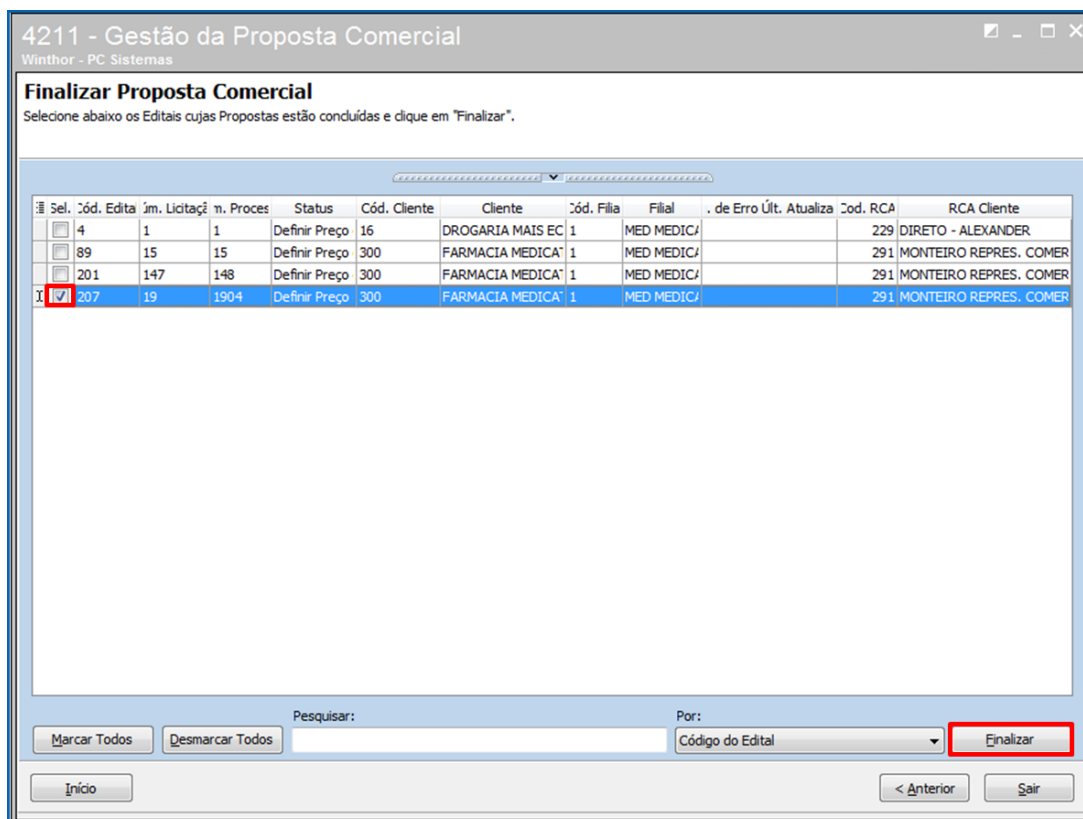 4211 - Gestão da Proposta Comercial
Winthor - PC Sistemas
Finalizar Proposta Comercial
Selecione abaixo os Editais cujas Propostas estão concluídas e clique em "Finalizar".
Sel. Cód. Edita úm. Licitaçã m. Proces Status Cód. Cliente Cliente Cód. Filia Filial . de Erro Últ. Atualiza Cod. RCA RCA Cliente
4 1 1 Definir Preço 16 DROGARIA MAIS EC 1 MED MEDICA 229 DIRETO - ALEXANDER
89 15 15 Definir Preço 300 FARMACIA MEDICAT 1 MED MEDICA 291 MONTEIRO REPRES. COMER
201 147 148 Definir Preço 300 FARMACIA MEDICAT 1 MED MEDICA 291 MONTEIRO REPRES. COMER
207 19 1904 Definir Preço 300 FARMACIA MEDICAT 1 MED MEDICA 291 MONTEIRO REPRES. COMER
Pesquisar: Por:
Marcar Todos Desmarcar Todos Código do Edital Finalizar
Início < Anterior Sair